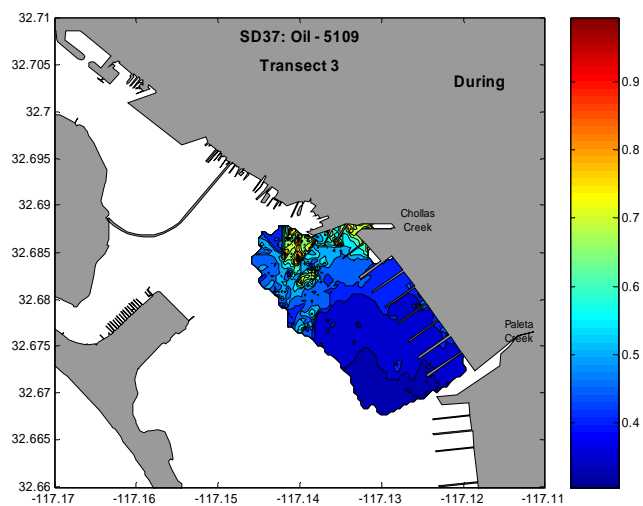 32.71
SD37: Oil - 5109
Transect 3
During
32.705
32.7
32.695
32.69
32.685
32.68
32.675
32.67
32.665
32.66
Chollas
Creek
Paleta
Creek
-117.17 -117.16 -117.15 -117.14 -117.13 -117.12 -117.11
0.9
0.8
0.7
0.6
0.5
0.4